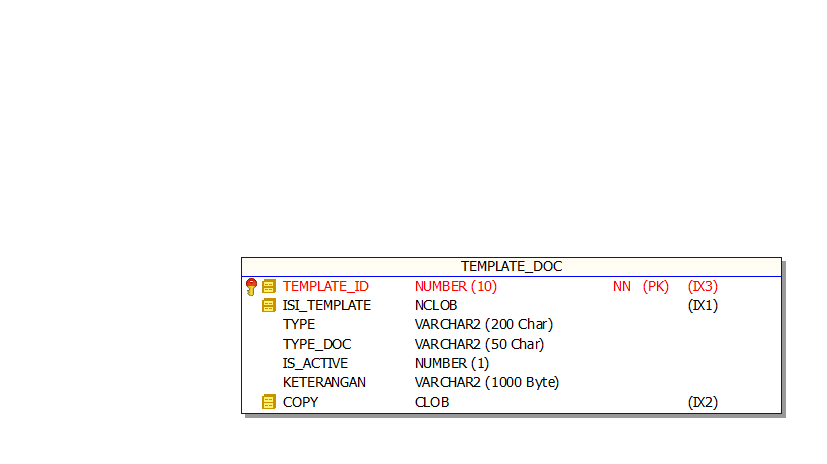 TEMPLATE_DOC
TEMPLATE_ID NUMBER (10) NN (PK) (IX3)
ISI_TEMPLATE NCLOB (IX1)
TYPE VARCHAR2 (200 Char)
TYPE_DOC VARCHAR2 (50 Char)
IS_ACTIVE NUMBER (1)
KETERANGAN VARCHAR2 (1000 Byte)
COPY CLOB (IX2)